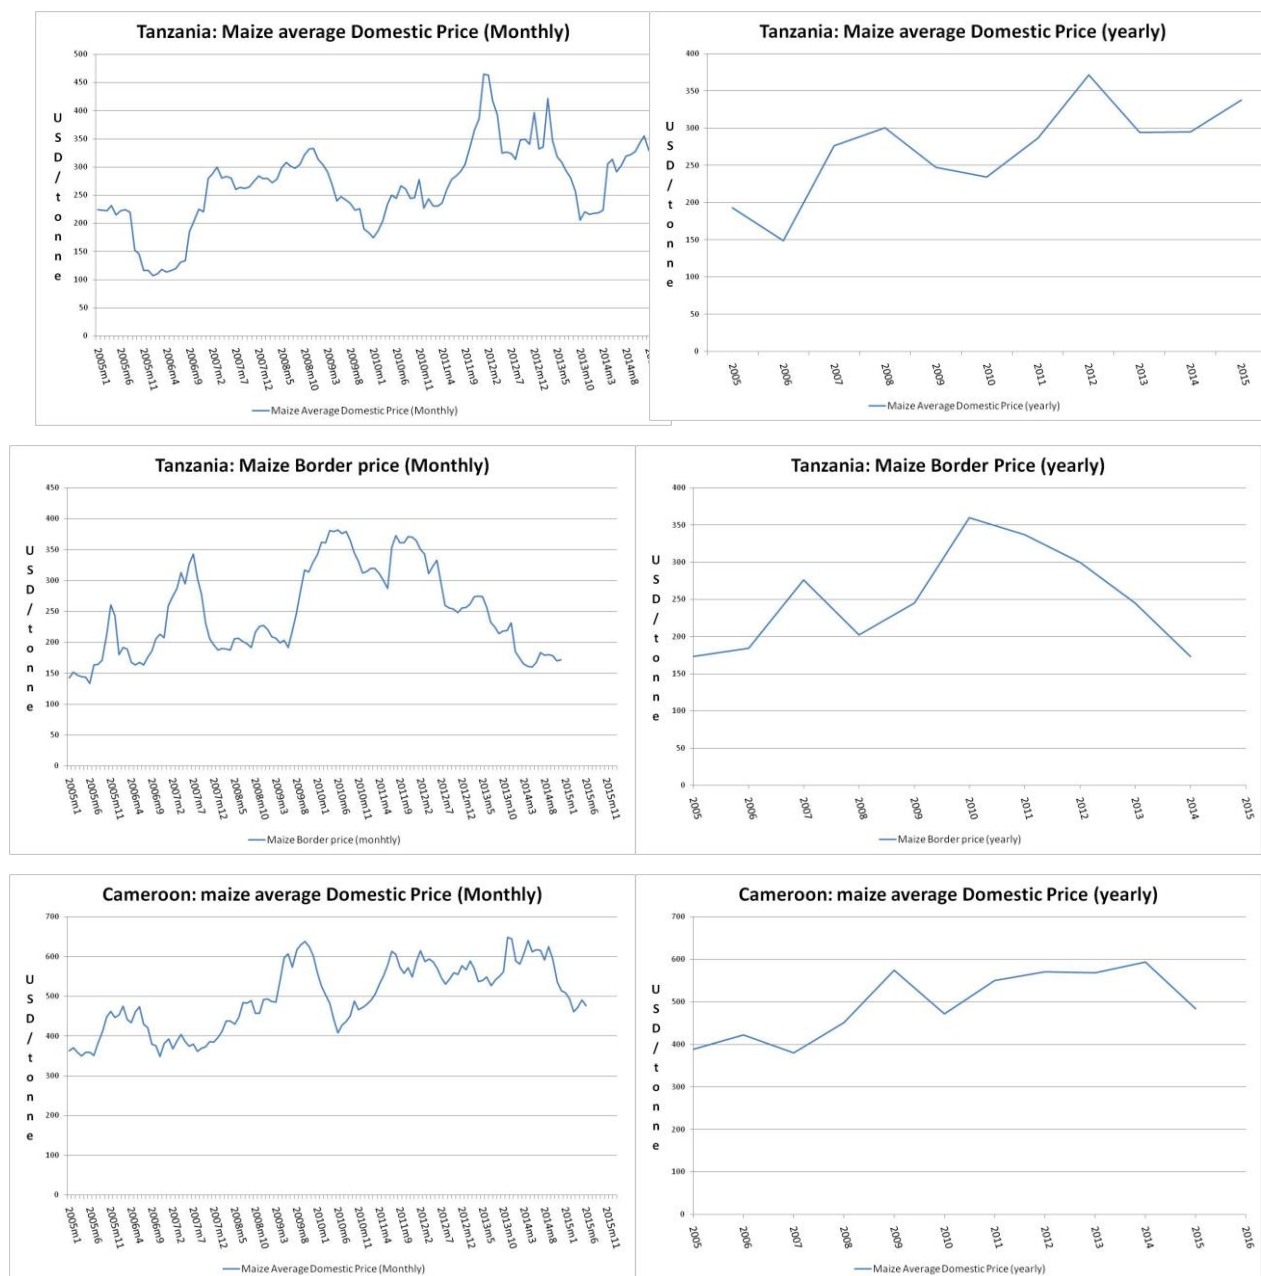 Tanzania: Maize average Domestic Price (Monthly)
500
450
400
350
300
250
200
150
100
50
0
USD/tonne
2005m1 2005m6 2005m11 2006m4 2006m9 2007m2 2007m7 2007m12 2008m5 2008m10 2009m3 2009m8 2010m1 2010m6 2010m11 2011m4 2011m9 2012m2 2012m7 2012m12 2013m5 2013m10 2014m3 2014m8
Maize Average Domestic Price (Monthly)
Tanzania: Maize average Domestic Price (yearly)
400
350
300
250
200
150
100
50
0
USD/tonne
2005 2006 2007 2008 2009 2010 2011 2012 2013 2014 2015
Maize Average Domestic Price (yearly)
Tanzania: Maize Border price (Monthly)
450
400
350
300
250
200
150
100
50
0
USD/tonne
2005m1 2005m6 2005m11 2006m4 2006m9 2007m2 2007m7 2007m12 2008m5 2008m10 2009m3 2009m8 2010m1 2010m6 2010m11 2011m4 2011m9 2012m2 2012m7 2012m12 2013m5 2013m10 2014m3 2014m8 2015m1 2015m6 2015m11
Maize Border price (monhtly)
Tanzania: Maize Border Price (yearly)
400
350
300
250
200
150
100
50
0
USD/tonne
2005 2006 2007 2008 2009 2010 2011 2012 2013 2014 2015
Maize Border price (yearly)
Cameroon: maize average Domestic Price (Monthly)
700
600
500
400
300
200
100
0
USD/tonne
2005m1 2005m6 2005m11 2006m4 2006m9 2007m2 2007m7 2007m12 2008m5 2008m10 2009m3 2009m8 2010m1 2010m6 2010m11 2011m4 2011m9 2012m2 2012m7 2012m12 2013m5 2013m10 2014m3 2014m8 2015m1 2015m6 2015m11
Maize Average Domestic Price (Monthly)
Cameroon: maize average Domestic Price (yearly)
700
600
500
400
300
200
100
0
USD/tonne
2005 2006 2007 2008 2009 2010 2011 2012 2013 2014 2015 2016
Maize Average Domestic Price (yearly)